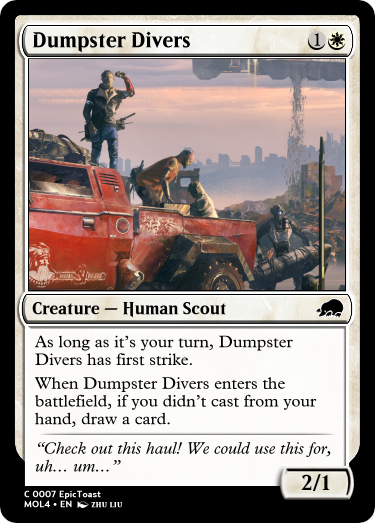 Dumpster Divers 1
Creature — Human Scout
As long as it's your turn, Dumpster
Divers has first strike.
When Dumpster Divers enters the
battlefield, if you didn't cast from your
hand, draw a card.
“Check out this haul! We could use this for,
uh… um…”
2/1
C 0007 EpicToast
MOL4 • EN ZHU LIU